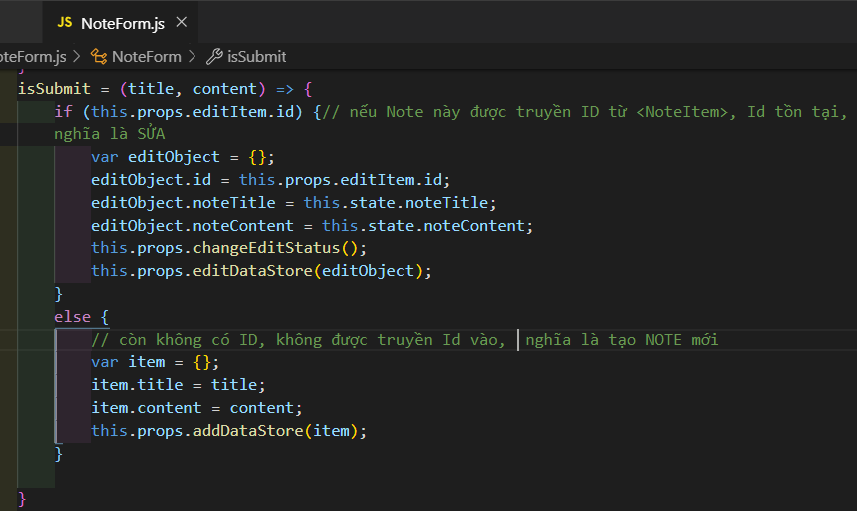 JS NoteForm.js ×
oteForm.js > NoteForm > isSubmit
isSubmit = (title, content) => {
if (this.props.editItem.id) {// nếu Note này được truyền ID từ <NoteItem>, Id tồn tại,
nghĩa là SỬA
var editObject = {};
editObject.id = this.props.editItem.id;
editObject.noteTitle = this.state.noteTitle;
editObject.noteContent = this.state.noteContent;
this.props.changeEditStatus();
this.props.editDataStore(editObject);
}
else {
// còn không có ID, không được truyền Id vào, nghĩa là tạo NOTE mới
var item = {};
item.title = title;
item.content = content;
this.props.addDataStore(item);
}
}